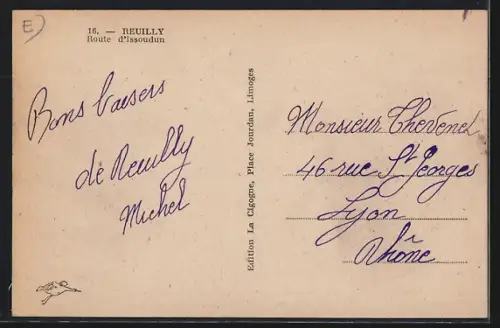 E
16. — REUILLY
Route d'Issoudun
Bons baisers
de Reuilly
Michel
Edition La Cigogne, Place Jourdan, Limoges
Monsieur Thevenet
46 rue St Georges
Lyon
Rhône